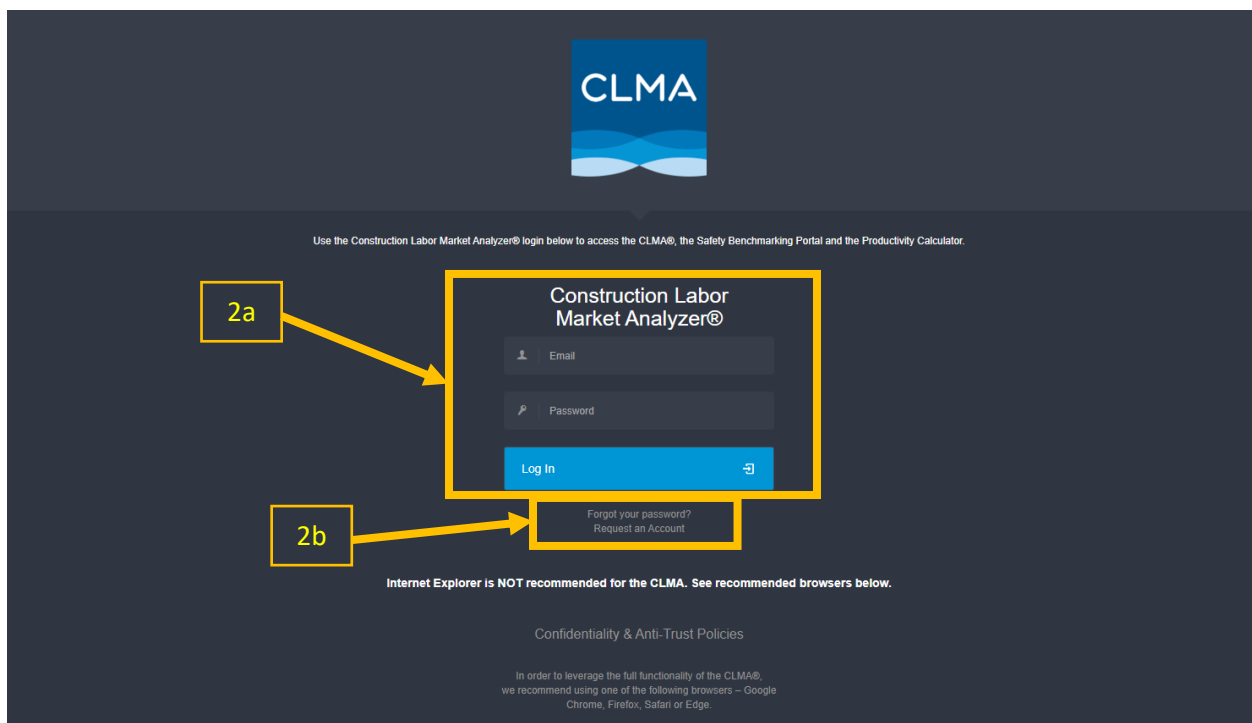 CLMA
Use the Construction Labor Market Analyzer® login below to access the CLMA®, the Safety Benchmarking Portal and the Productivity Calculator.
2a
Construction Labor
Market Analyzer®
Email
Password
Log In
2b
Forgot your password?
Request an Account
Internet Explorer is NOT recommended for the CLMA. See recommended browsers below.
Confidentiality & Anti-Trust Policies
In order to leverage the full functionality of the CLMA®,
we recommend using one of the following browsers – Google
Chrome, Firefox, Safari or Edge.